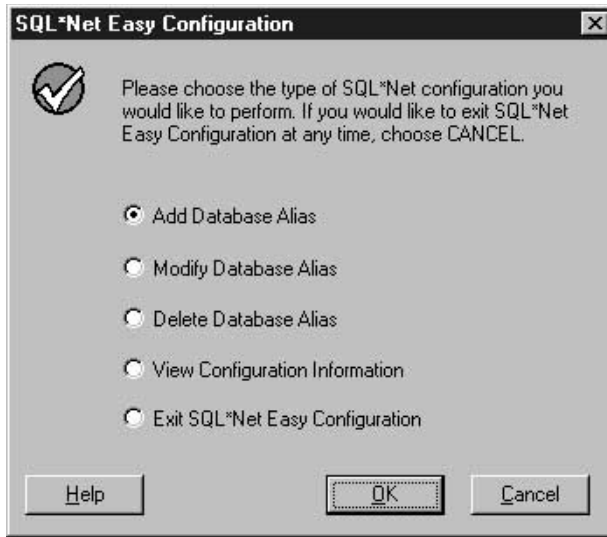 SQL*Net Easy Configuration
Please choose the type of SQL*Net configuration you
would like to perform. If you would like to exit SQL*Net
Easy Configuration at any time, choose CANCEL.
Add Database Alias
Modify Database Alias
Delete Database Alias
View Configuration Information
Exit SQL*Net Easy Configuration
Help
OK
Cancel